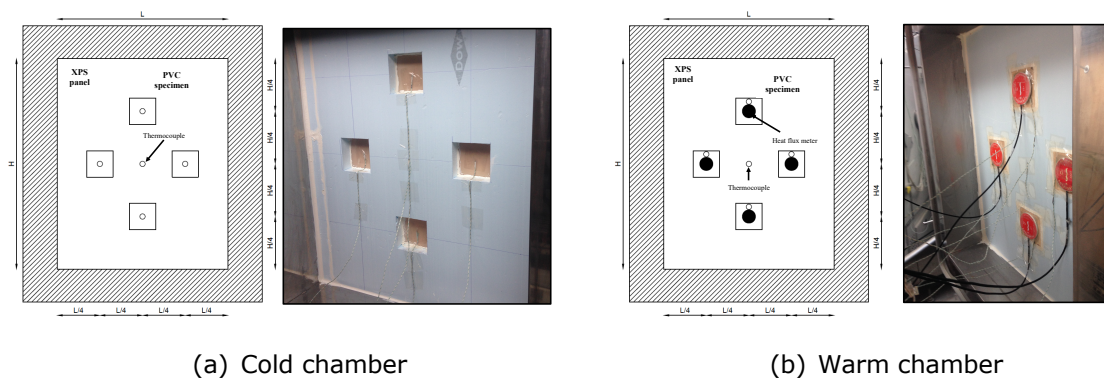 L
XPS
panel
PVC
specimen
Thermocouple
H
H/4
H/4
H/4
H/4
L/4
L/4
L/4
L/4
DOW
(a) Cold chamber
L
XPS
panel
PVC
specimen
Heat flux meter
Thermocouple
H
H/4
H/4
H/4
H/4
L/4
L/4
L/4
L/4
(b) Warm chamber